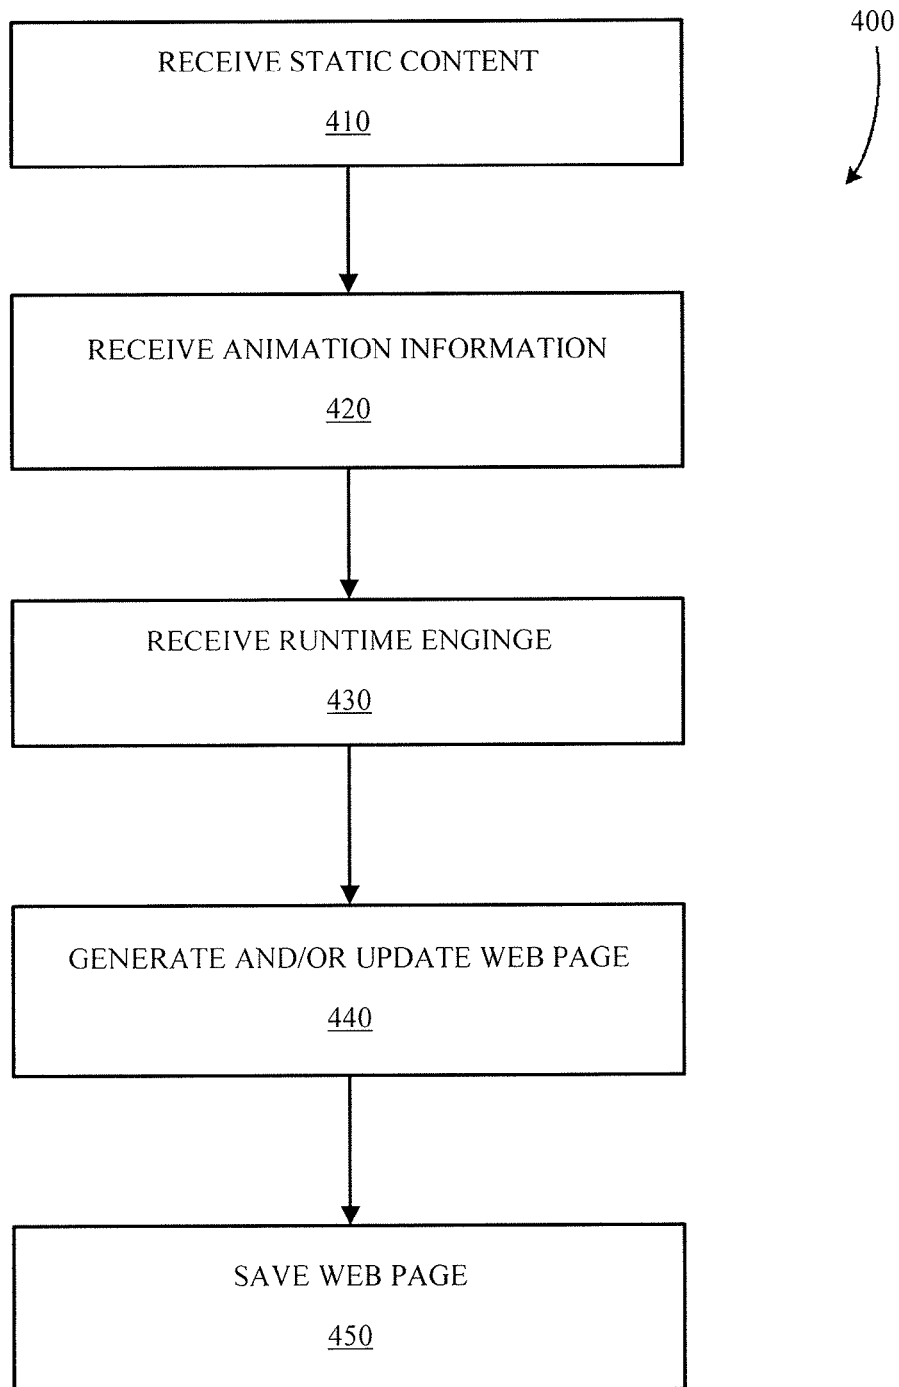 400
RECEIVE STATIC CONTENT
410
RECEIVE ANIMATION INFORMATION
420
RECEIVE RUNTIME ENGINGE
430
GENERATE AND/OR UPDATE WEB PAGE
440
SAVE WEB PAGE
450